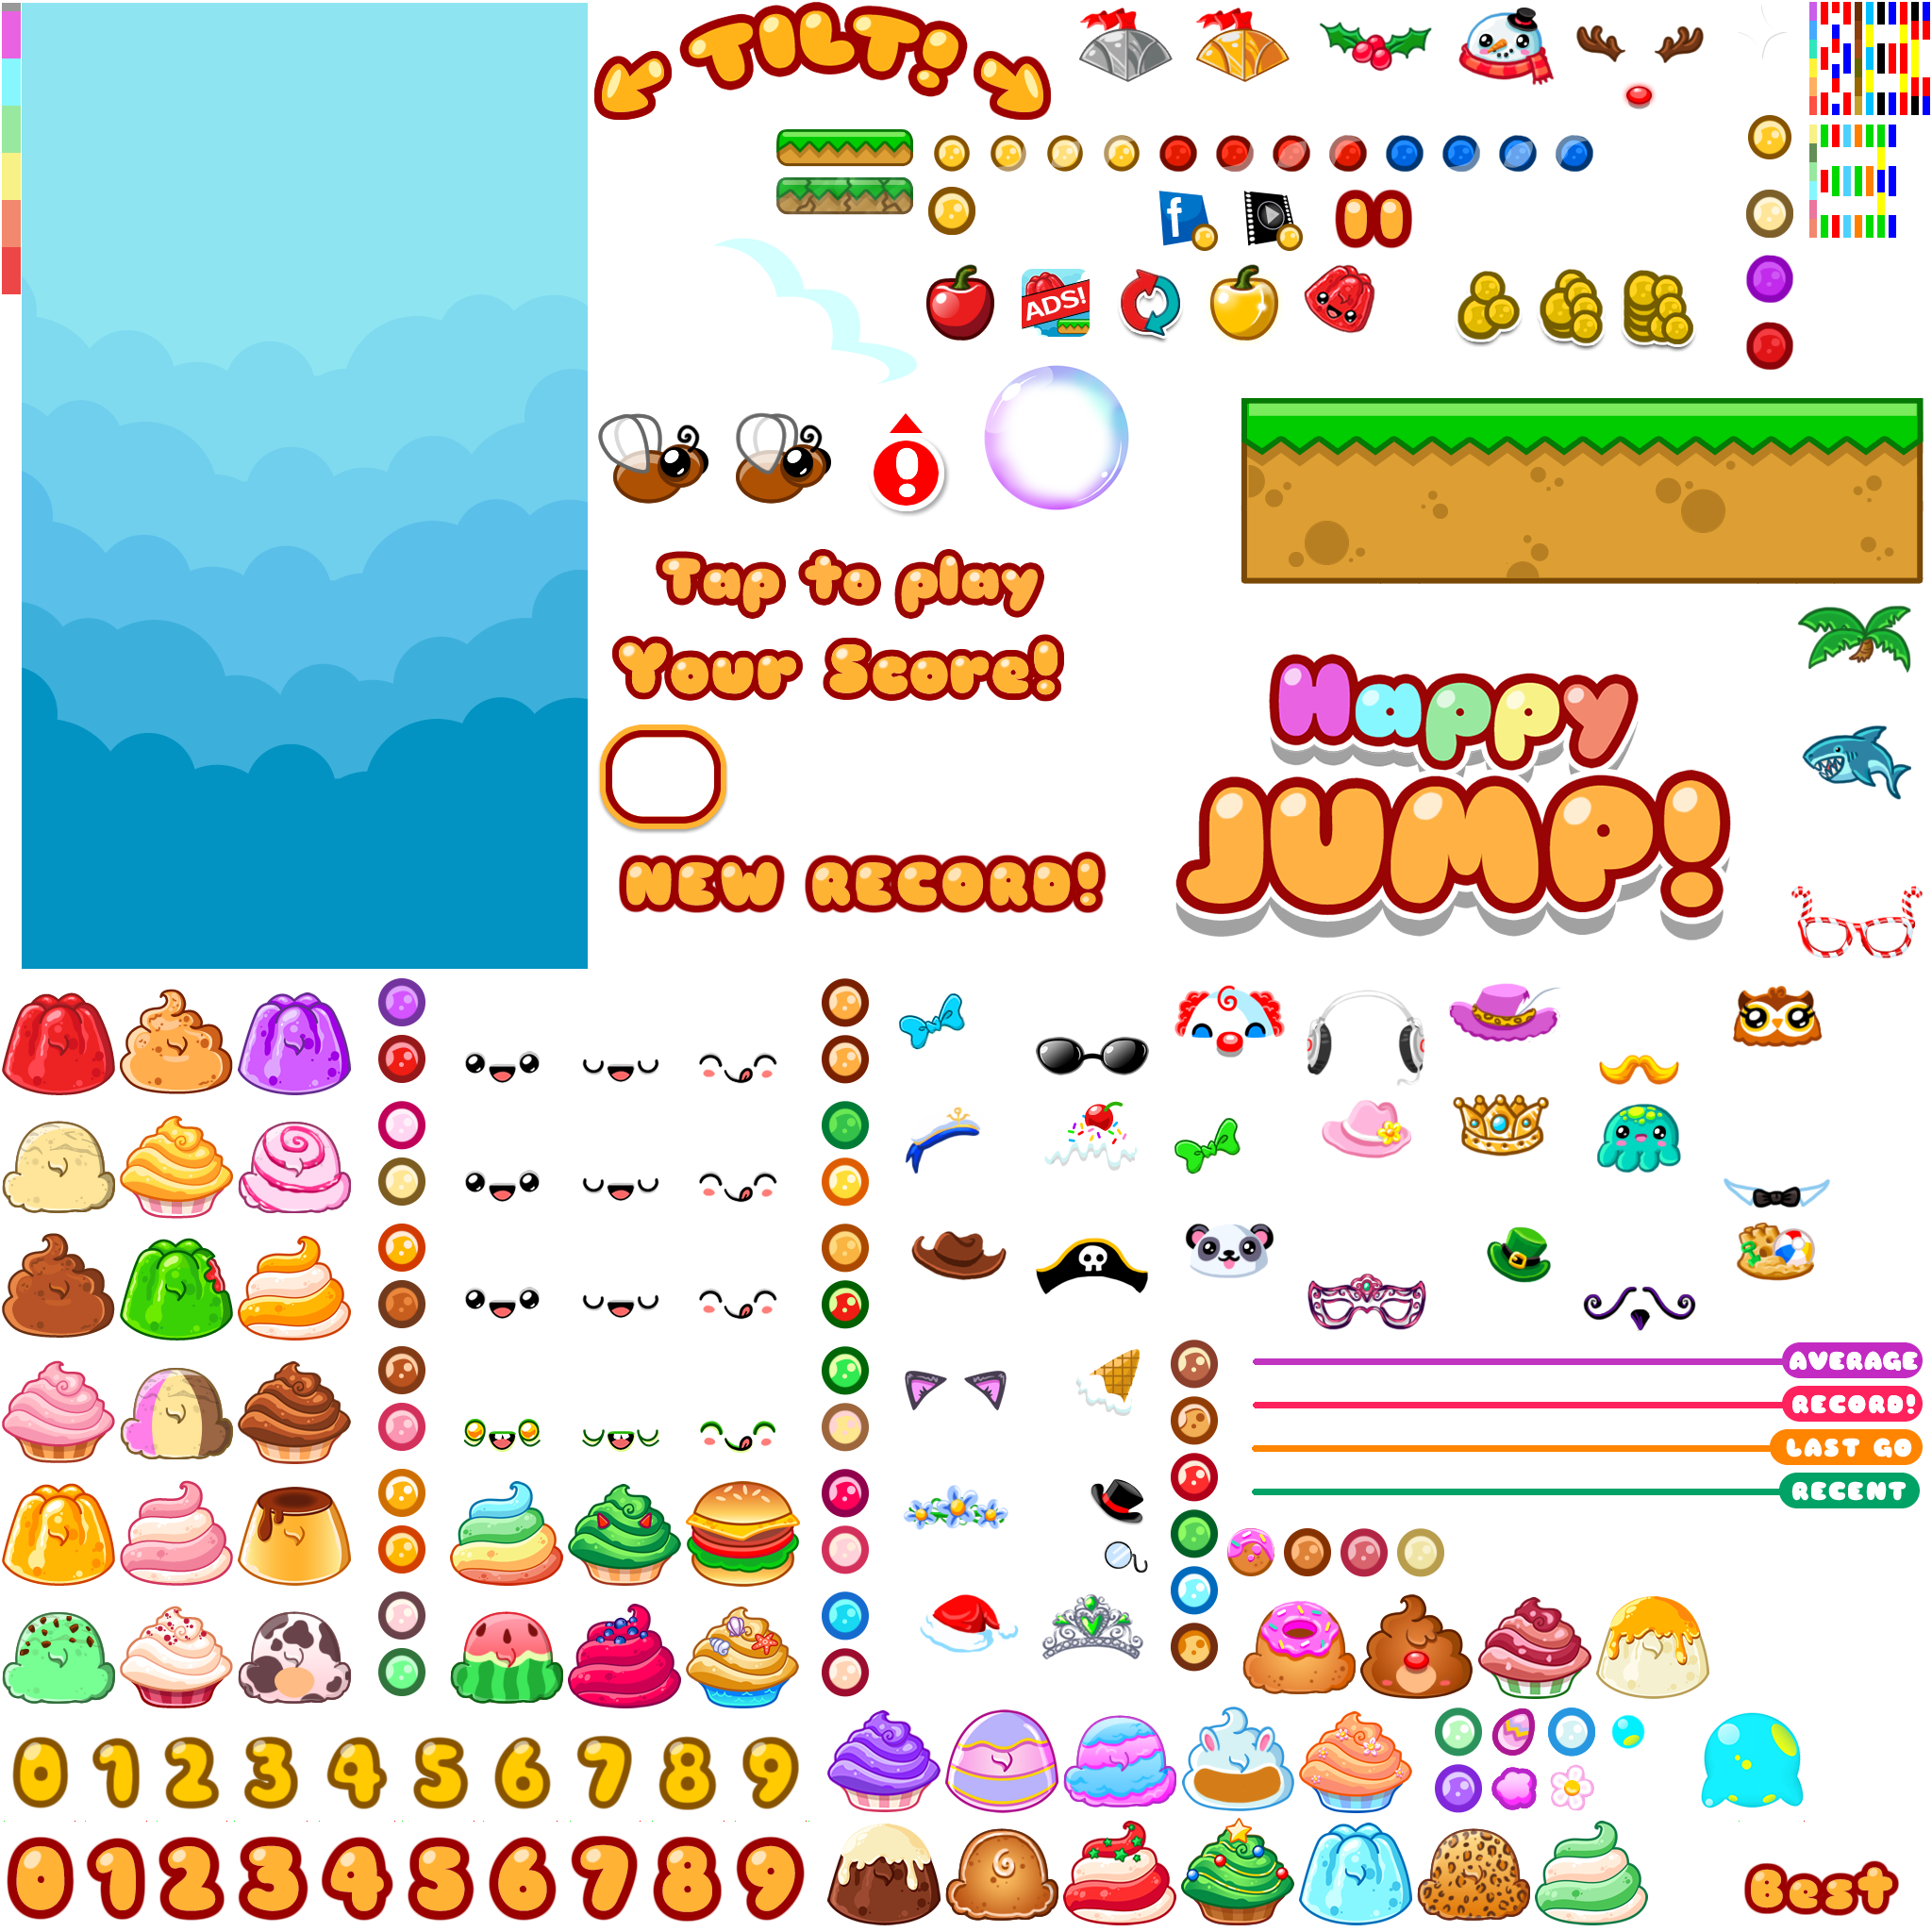 TILT!
f
ADS!
Tap to play
Your Score!
Happy
JUMP!
NEW RECORD!
AVERAGE
RECORD!
LAST GO
RECENT
0 1 2 3 4 5 6 7 8 9
0 1 2 3 4 5 6 7 8 9
Best